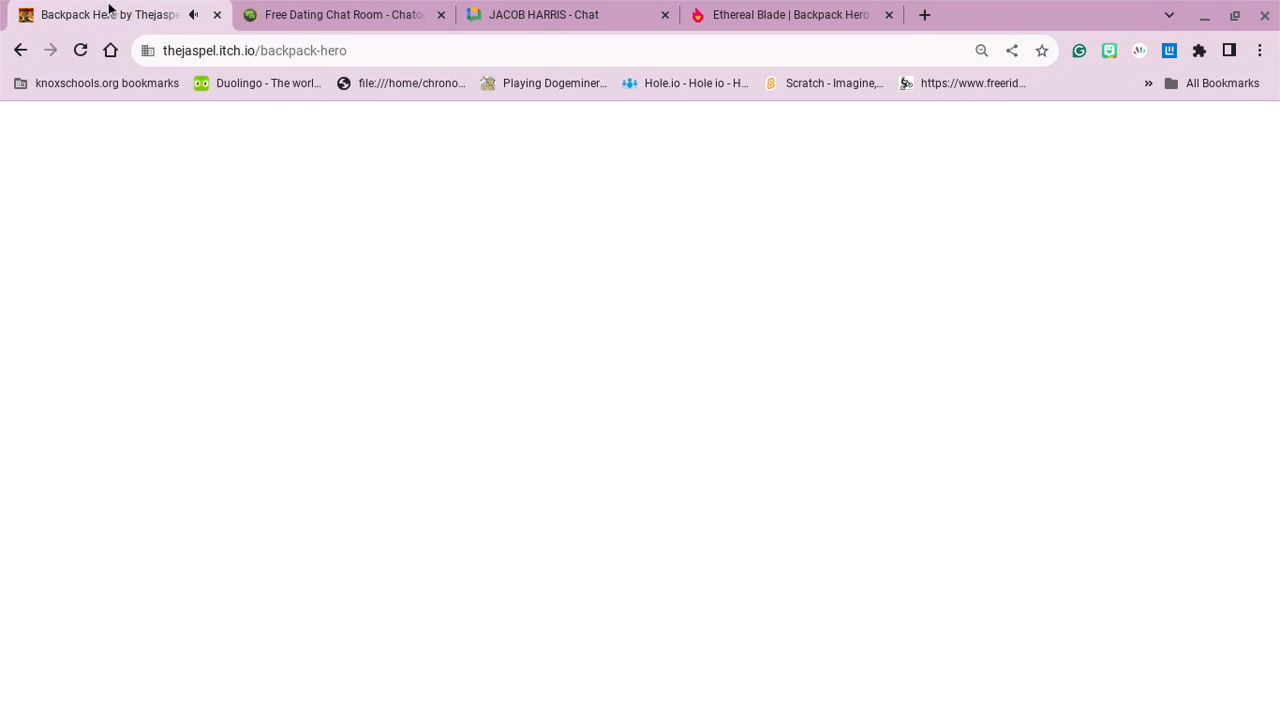 Backpack Hero by Thejaspe
Free Dating Chat Room - Chato
JACOB HARRIS - Chat
Ethereal Blade | Backpack Hero
thejaspel.itch.io/backpack-hero
knoxschools.org bookmarks
Duolingo - The worl...
file:///home/chrono...
Playing Dogeminer...
Hole.io - Hole io - H...
Scratch - Imagine,...
https://www.freerid...
»
All Bookmarks